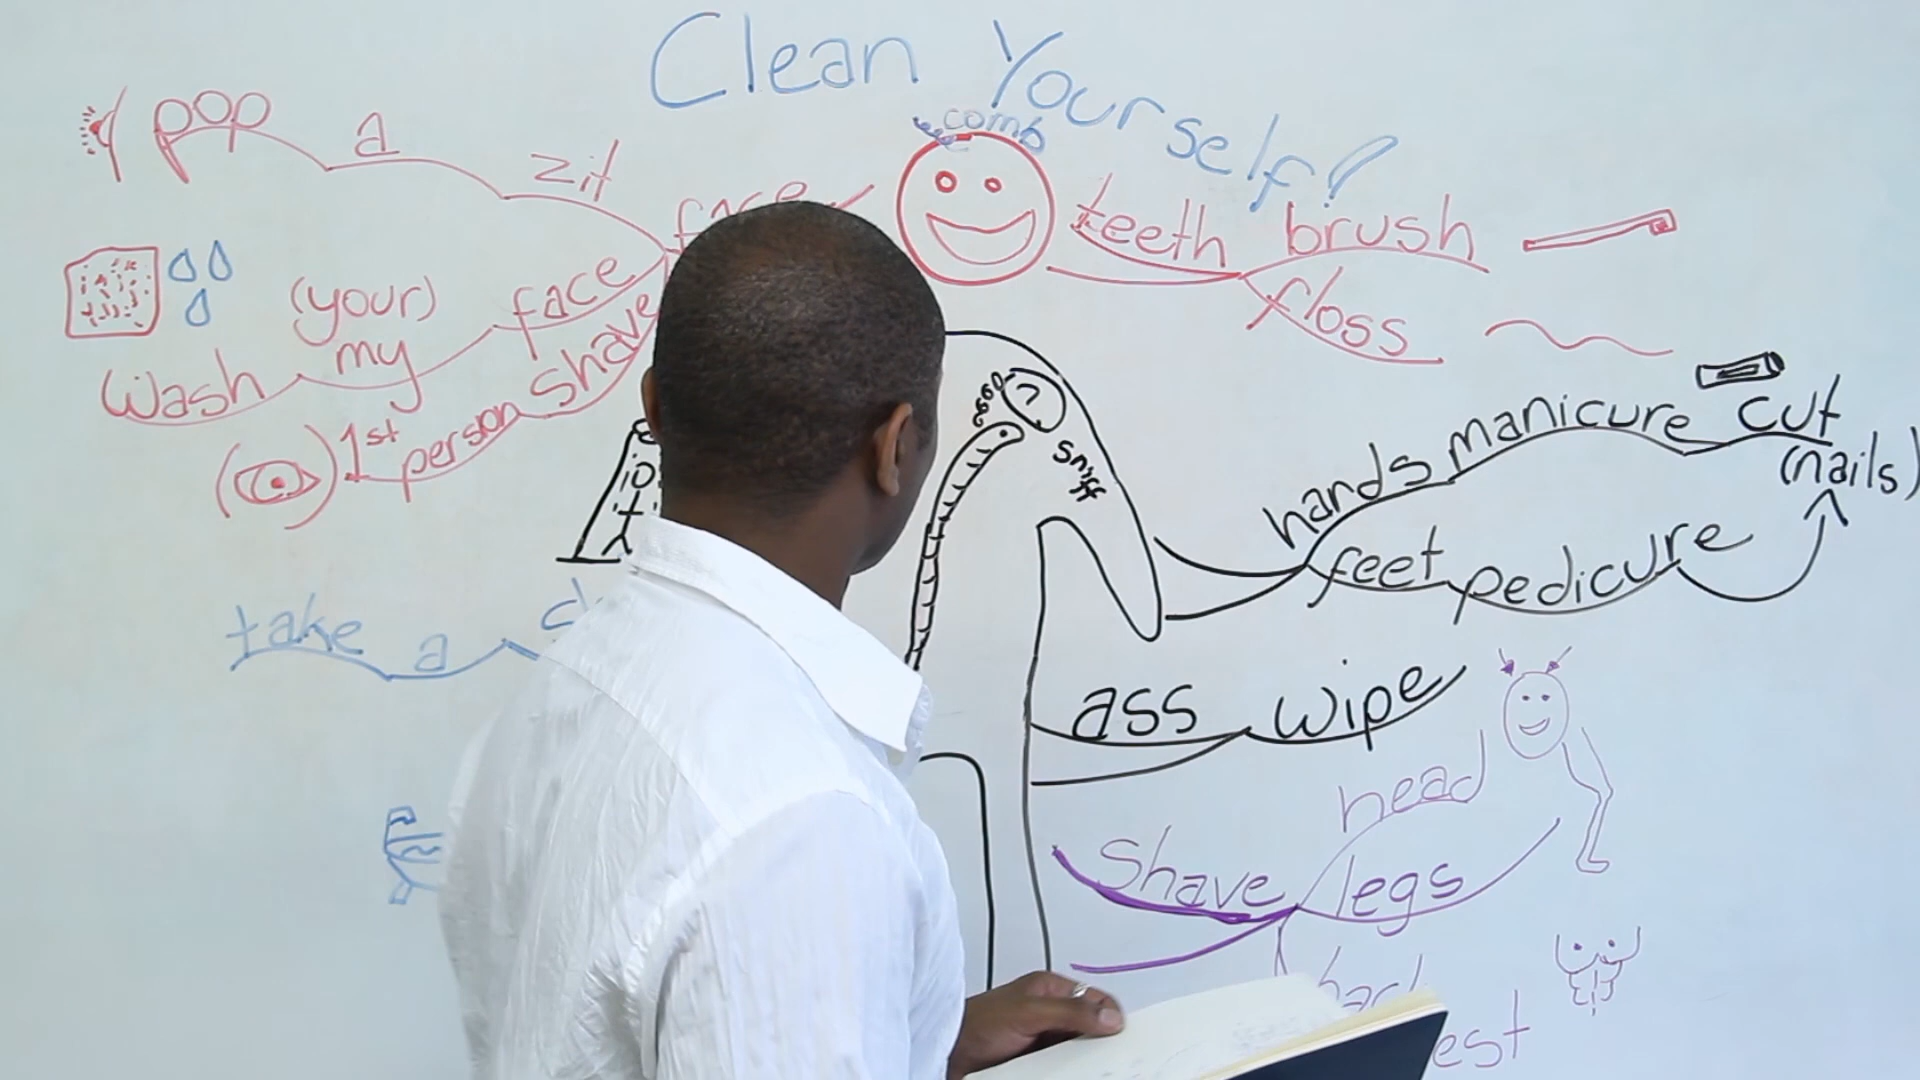 Clean Yourself!
comb
pop a zit
face
teeth brush
floss
wash (your) my face
1st person shave
sniff
hands manicure cut (nails)
feet pedicure
take a
ass wipe
head
shave legs